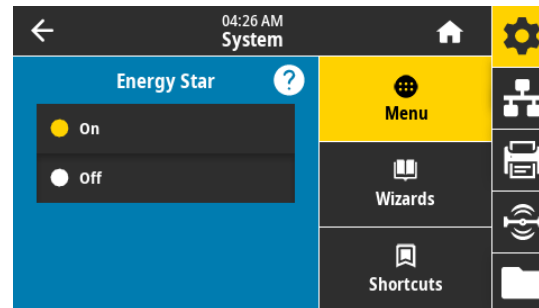 04:26 AM
System
Energy Star
?
On
Off
Menu
Wizards
Shortcuts